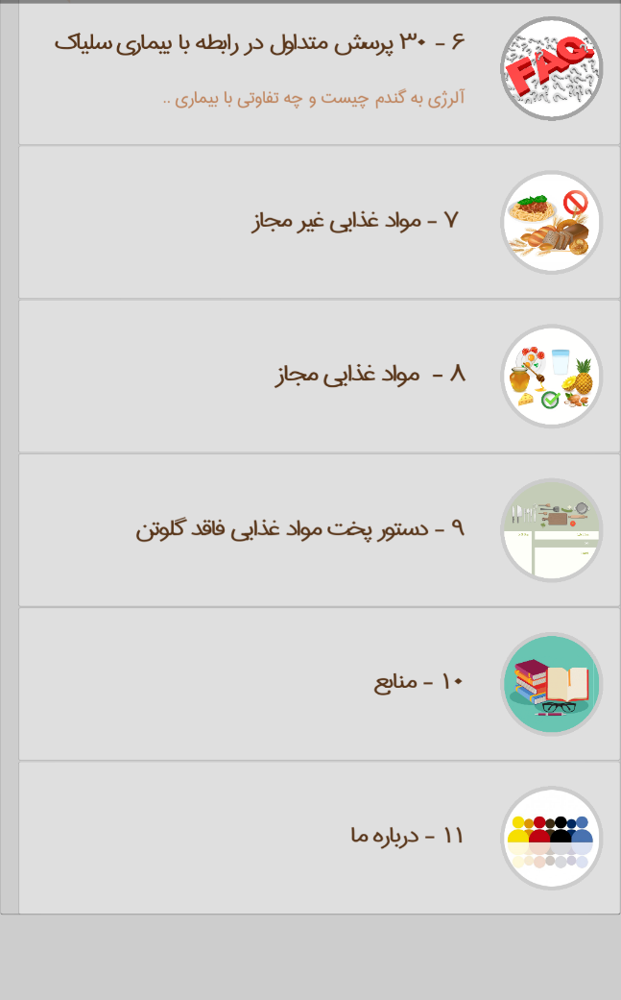 ۶ - ۳۰ پرسش متداول در رابطه با بیماری سلیاک
آلرژی به گندم چیست و چه تفاوتی با بیماری ..
FAQ
۷ - مواد غذایی غیر مجاز
۸ - مواد غذایی مجاز
۹ - دستور پخت مواد غذایی فاقد گلوتن
۱۰ - منابع
۱۱ - درباره ما